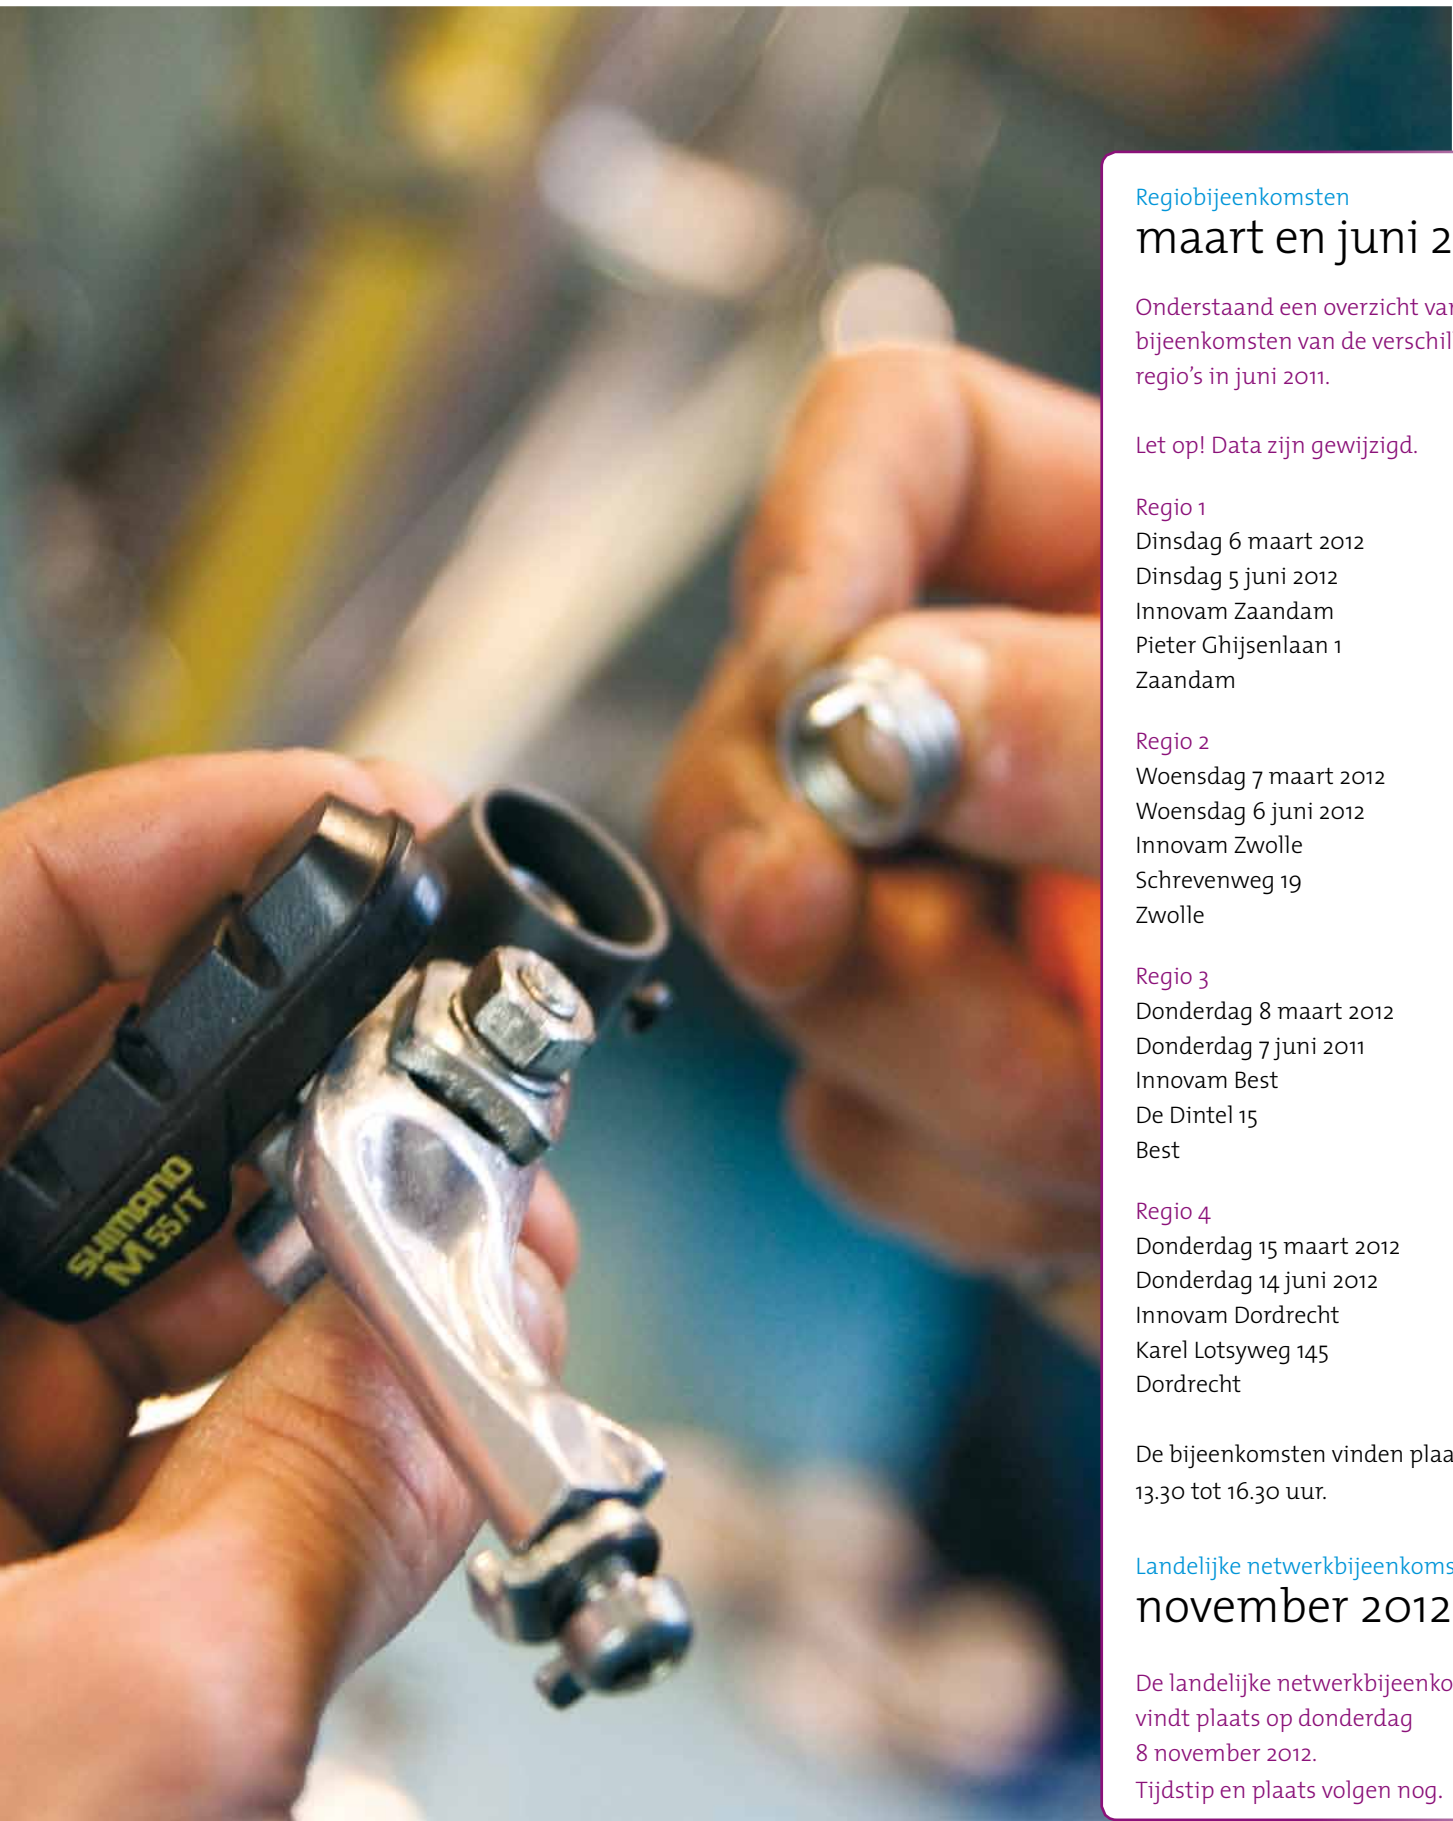 Regiobijeenkomsten
maart en juni 2
Onderstaand een overzicht van
bijeenkomsten van de verschil
regio's in juni 2011.
Let op! Data zijn gewijzigd.
Regio 1
Dinsdag 6 maart 2012
Dinsdag 5 juni 2012
Innovam Zaandam
Pieter Ghijsenlaan 1
Zaandam
Regio 2
Woensdag 7 maart 2012
Woensdag 6 juni 2012
Innovam Zwolle
Schrevenweg 19
Zwolle
Regio 3
Donderdag 8 maart 2012
Donderdag 7 juni 2011
Innovam Best
De Dintel 15
Best
Regio 4
Donderdag 15 maart 2012
Donderdag 14 juni 2012
Innovam Dordrecht
Karel Lotsyweg 145
Dordrecht
De bijeenkomsten vinden plaa
13.30 tot 16.30 uur.
Landelijke netwerkbijeenkoms
november 2012
De landelijke netwerkbijeenko
vindt plaats op donderdag
8 november 2012.
Tijdstip en plaats volgen nog.
SHIMANO
M 55/T